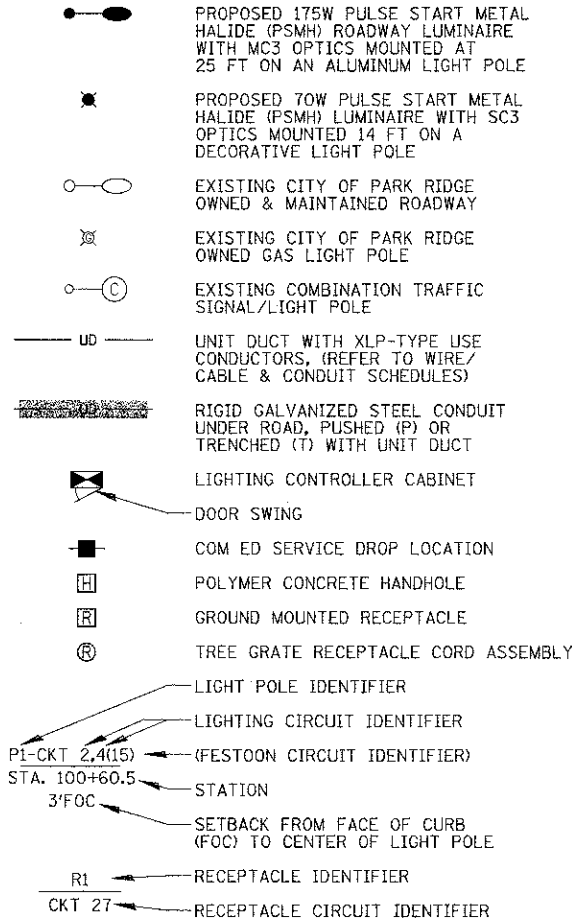 PROPOSED 175W PULSE START METAL
HALIDE (PSMH) ROADWAY LUMINAIRE
WITH MC3 OPTICS MOUNTED AT
25 FT ON AN ALUMINUM LIGHT POLE
PROPOSED 70W PULSE START METAL
HALIDE (PSMH) LUMINAIRE WITH SC3
OPTICS MOUNTED 14 FT ON A
DECORATIVE LIGHT POLE
EXISTING CITY OF PARK RIDGE
OWNED & MAINTAINED ROADWAY
G EXISTING CITY OF PARK RIDGE
OWNED GAS LIGHT POLE
C EXISTING COMBINATION TRAFFIC
SIGNAL/LIGHT POLE
UD UNIT DUCT WITH XLP-TYPE USE
CONDUCTORS, (REFER TO WIRE/
CABLE & CONDUIT SCHEDULES)
UD RIGID GALVANIZED STEEL CONDUIT
UNDER ROAD, PUSHED (P) OR
TRENCHED (T) WITH UNIT DUCT
LIGHTING CONTROLLER CABINET
DOOR SWING
COM ED SERVICE DROP LOCATION
H POLYMER CONCRETE HANDHOLE
R GROUND MOUNTED RECEPTACLE
R TREE GRATE RECEPTACLE CORD ASSEMBLY
LIGHT POLE IDENTIFIER
LIGHTING CIRCUIT IDENTIFIER
P1-CKT 2,4(15) (FESTOON CIRCUIT IDENTIFIER)
STA. 100+60.5 STATION
3'FOC
SETBACK FROM FACE OF CURB
(FOC) TO CENTER OF LIGHT POLE
R1 RECEPTACLE IDENTIFIER
CKT 27 RECEPTACLE CIRCUIT IDENTIFIER